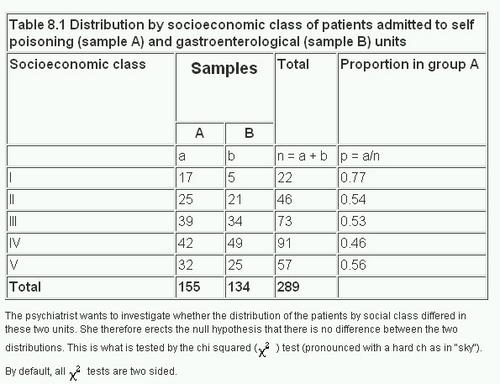 Table 8.1 Distribution by socioeconomic class of patients admitted to self
poisoning (sample A) and gastroenterological (sample B) units
Socioeconomic class Samples Total Proportion in group A
A B
a b n = a + b p = a/n
I 17 5 22 0.77
II 25 21 46 0.54
III 39 34 73 0.53
IV 42 49 91 0.46
V 32 25 57 0.56
Total 155 134 289
The psychiatrist wants to investigate whether the distribution of the patients by social class differed in
these two units. She therefore erects the null hypothesis that there is no difference between the two
distributions. This is what is tested by the chi squared (χ² ) test (pronounced with a hard ch as in "sky").
By default, all χ² tests are two sided.